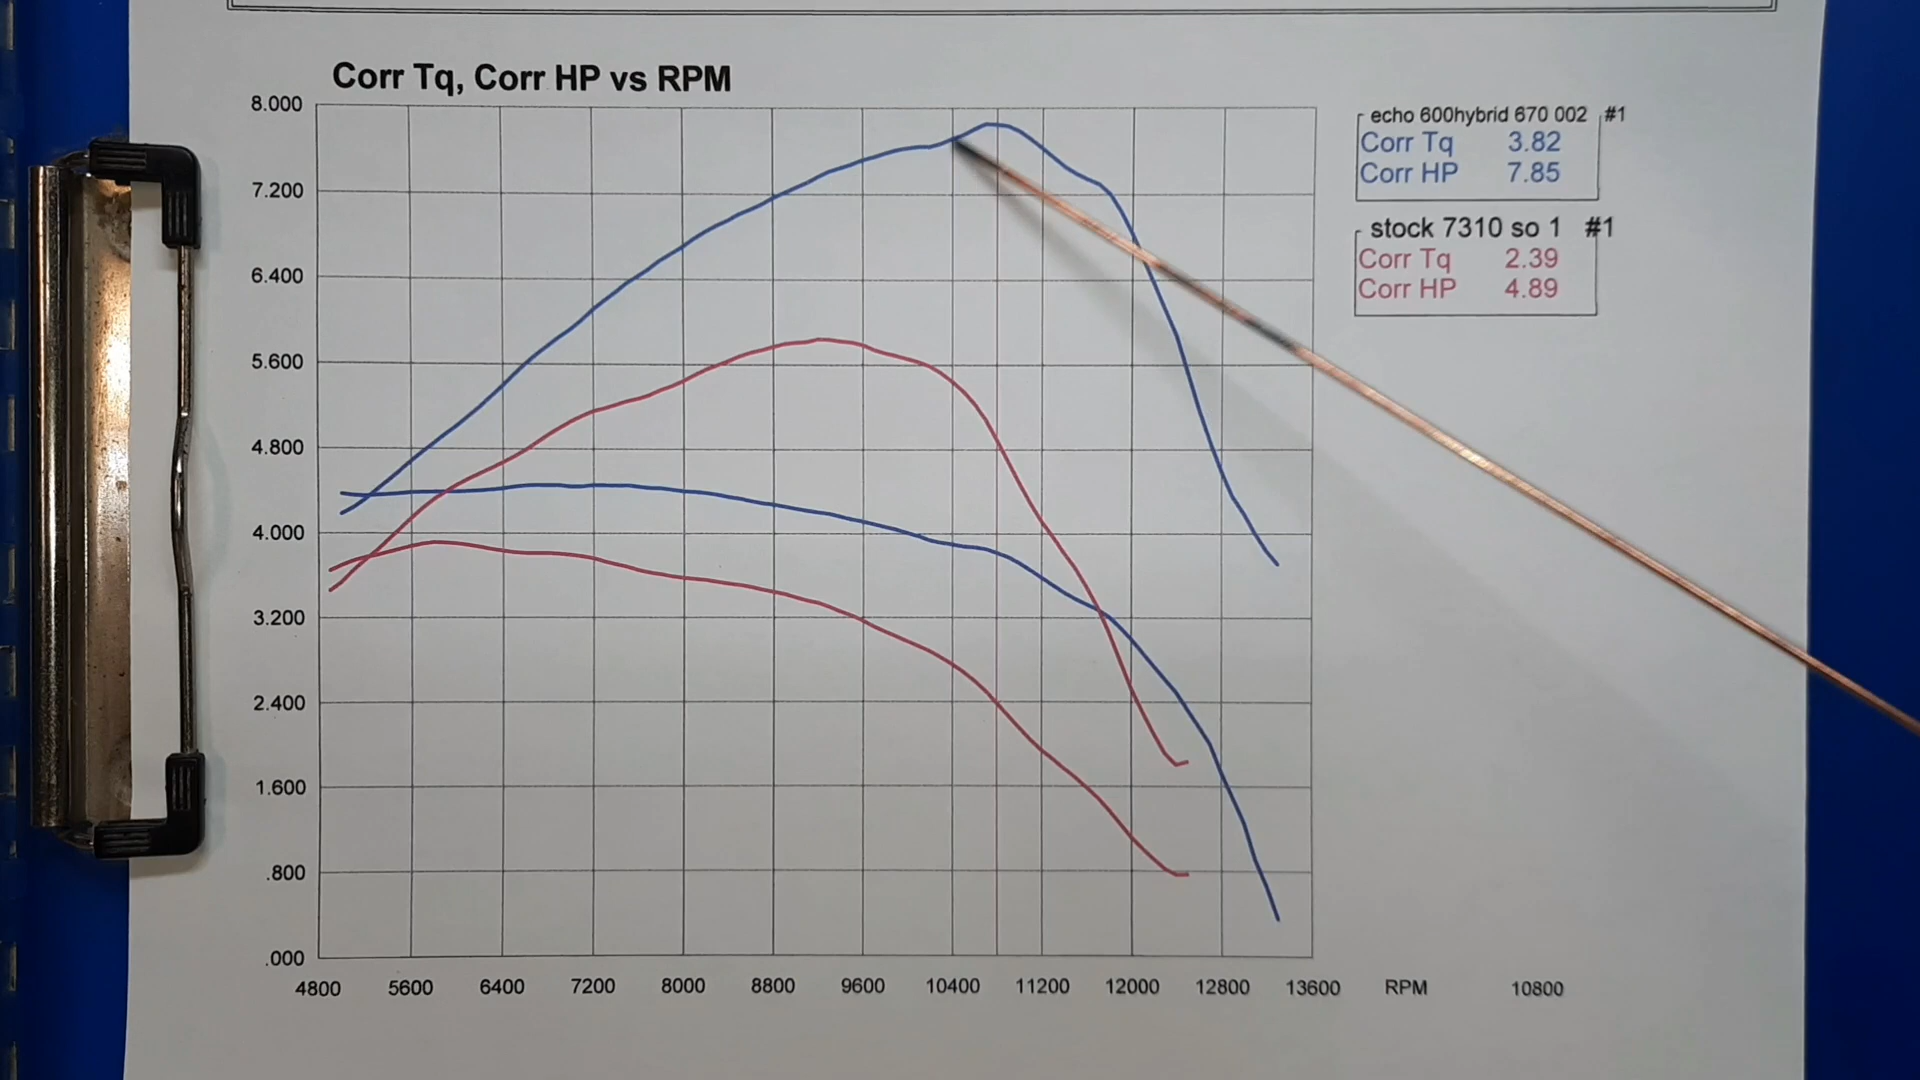 Corr Tq, Corr HP vs RPM
8.000
7.200
6.400
5.600
4.800
4.000
3.200
2.400
1.600
.800
.000
4800 5600 6400 7200 8000 8800 9600 10400 11200 12000 12800 13600 RPM 10800
echo 600hybrid 670 002 #1
Corr Tq 3.82
Corr HP 7.85
stock 7310 so 1 #1
Corr Tq 2.39
Corr HP 4.89